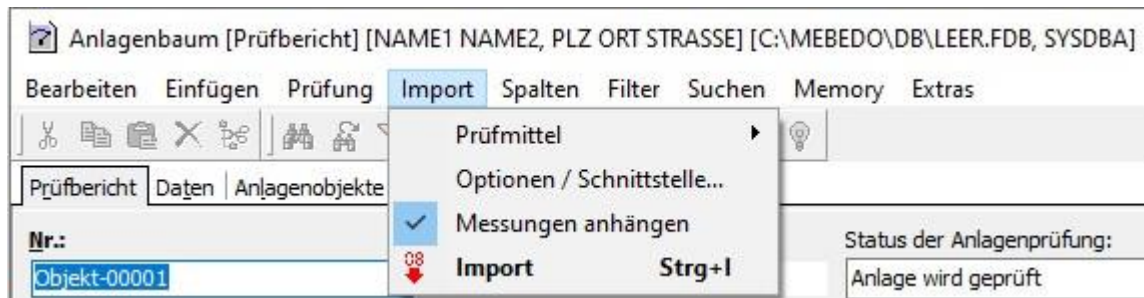 Anlagenbaum [Prüfbericht] [NAME1 NAME2, PLZ ORT STRASSE] [C:\MEBEDO\DB\LEER.FDB, SYSDBA]
Bearbeiten Einfügen Prüfung Import Spalten Filter Suchen Memory Extras
Prüfmittel
Prüfbericht Daten Anlagenobjekte
Optionen / Schnittstelle...
Messungen anhängen
Nr.:
Status der Anlagenprüfung:
Import Strg+I
Objekt-00001
Anlage wird geprüft